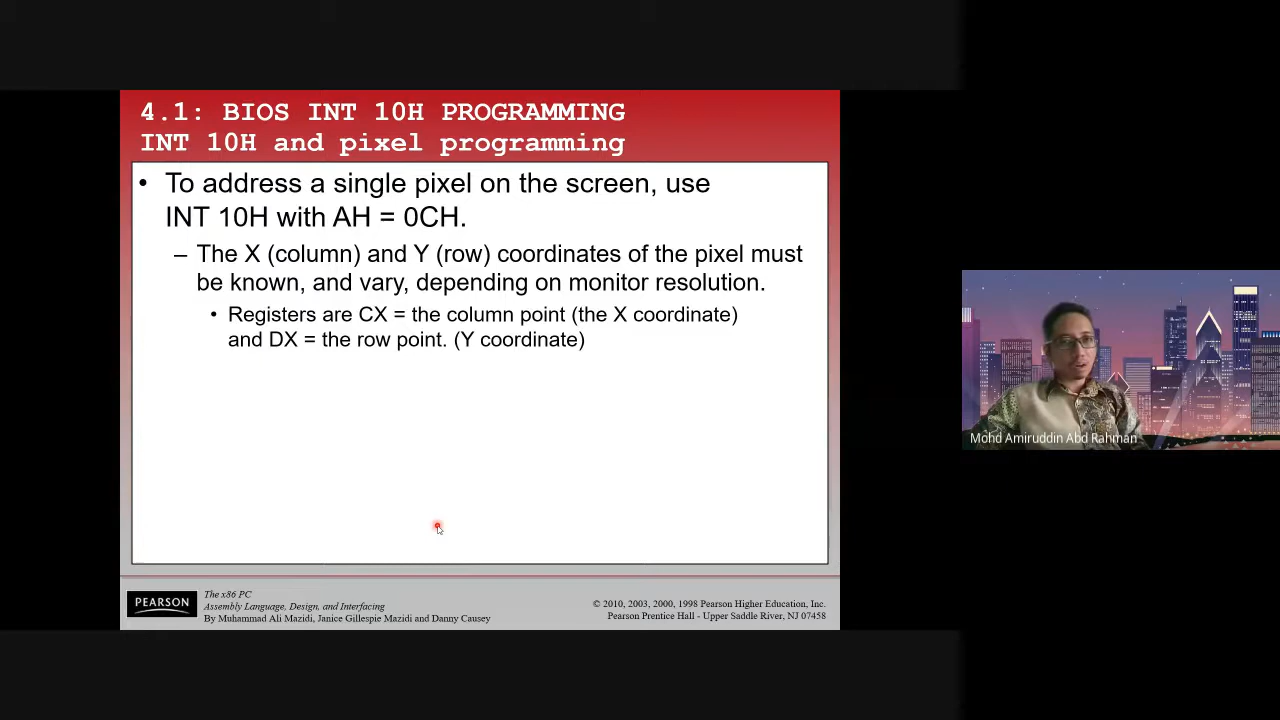 4.1: BIOS INT 10H PROGRAMMING
INT 10H and pixel programming
• To address a single pixel on the screen, use
INT 10H with AH = 0CH.
– The X (column) and Y (row) coordinates of the pixel must
be known, and vary, depending on monitor resolution.
• Registers are CX = the column point (the X coordinate)
and DX = the row point. (Y coordinate)
Mohd Amiruddin Abd Rahman
PEARSON
The x86 PC
Assembly Language, Design, and Interfacing
By Muhammad Ali Mazidi, Janice Gillespie Mazidi and Danny Causey
© 2010, 2003, 2000, 1998 Pearson Higher Education, Inc.
Pearson Prentice Hall - Upper Saddle River, NJ 07458